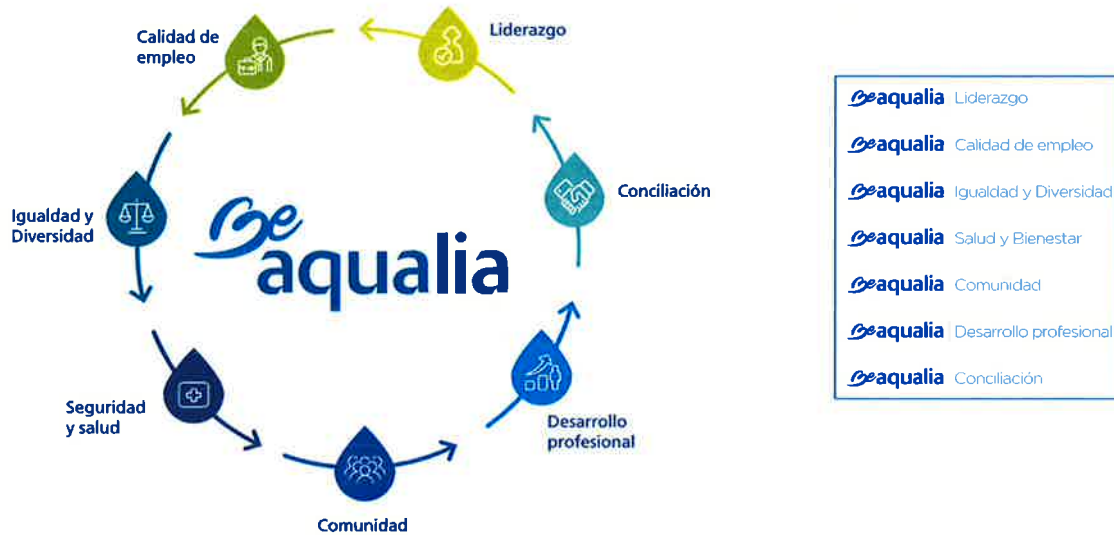 Calidad de
empleo
Liderazgo
Conciliación
Igualdad y
Diversidad
Be
aqualia
Seguridad
y salud
Desarrollo
profesional
Comunidad
Beaqualia Liderazgo
Beaqualia Calidad de empleo
Beaqualia Igualdad y Diversidad
Beaqualia Salud y Bienestar
Beaqualia Comunidad
Beaqualia Desarrollo profesional
Beaqualia Conciliación